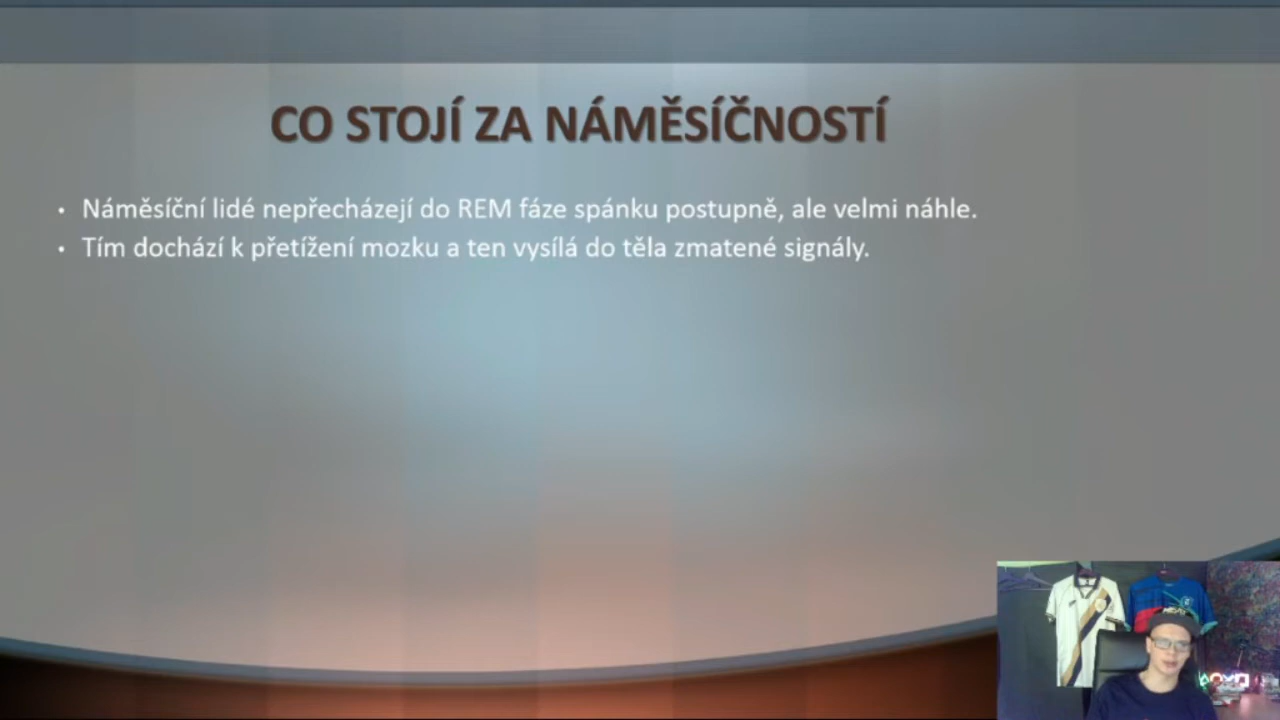 CO STOJÍ ZA NÁMĚSÍČNOSTÍ
• Náměsíční lidé nepřecházejí do REM fáze spánku postupně, ale velmi náhle.
• Tím dochází k přetížení mozku a ten vysílá do těla zmatené signály.